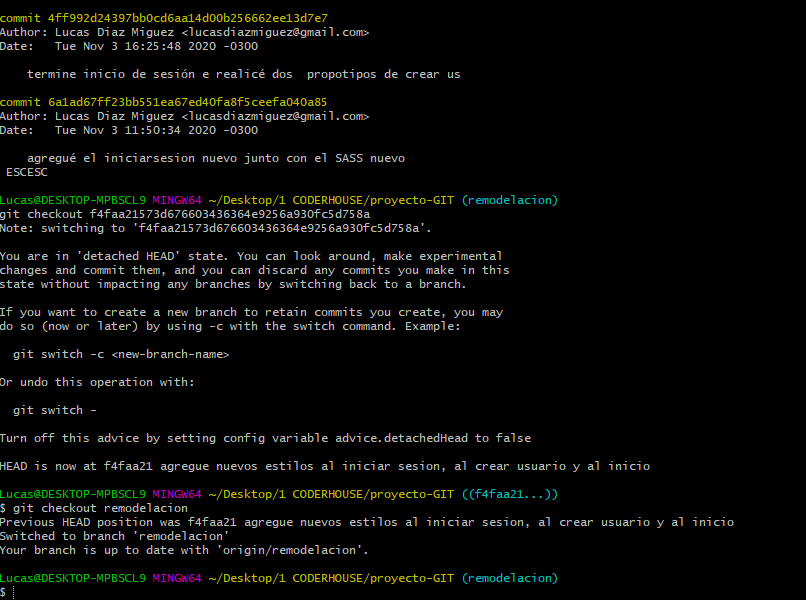 commit 4ff992d24397bb0cd6aa14d00b256662ee13d7e7
Author: Lucas Diaz Miguez <lucasdiazmiguez@gmail.com>
Date:   Tue Nov 3 16:25:48 2020 -0300

    termine inicio de sesión e realicé dos  propotipos de crear us

commit 6a1ad67ff23bb551ea67ed40fa8f5ceefa040a85
Author: Lucas Diaz Miguez <lucasdiazmiguez@gmail.com>
Date:   Tue Nov 3 11:50:34 2020 -0300

    agregué el iniciarsesion nuevo junto con el SASS nuevo
 ESCESC

Lucas@DESKTOP-MPBSCL9 MINGW64 ~/Desktop/1 CODERHOUSE/proyecto-GIT (remodelacion)
git checkout f4faa21573d676603436364e9256a930fc5d758a
Note: switching to 'f4faa21573d676603436364e9256a930fc5d758a'.

You are in 'detached HEAD' state. You can look around, make experimental
changes and commit them, and you can discard any commits you make in this
state without impacting any branches by switching back to a branch.

If you want to create a new branch to retain commits you create, you may
do so (now or later) by using -c with the switch command. Example:

  git switch -c <new-branch-name>

Or undo this operation with:

  git switch -

Turn off this advice by setting config variable advice.detachedHead to false

HEAD is now at f4faa21 agregue nuevos estilos al iniciar sesion, al crear usuario y al inicio

Lucas@DESKTOP-MPBSCL9 MINGW64 ~/Desktop/1 CODERHOUSE/proyecto-GIT ((f4faa21...))
$ git checkout remodelacion
Previous HEAD position was f4faa21 agregue nuevos estilos al iniciar sesion, al crear usuario y al inicio
Switched to branch 'remodelacion'
Your branch is up to date with 'origin/remodelacion'.

Lucas@DESKTOP-MPBSCL9 MINGW64 ~/Desktop/1 CODERHOUSE/proyecto-GIT (remodelacion)
$